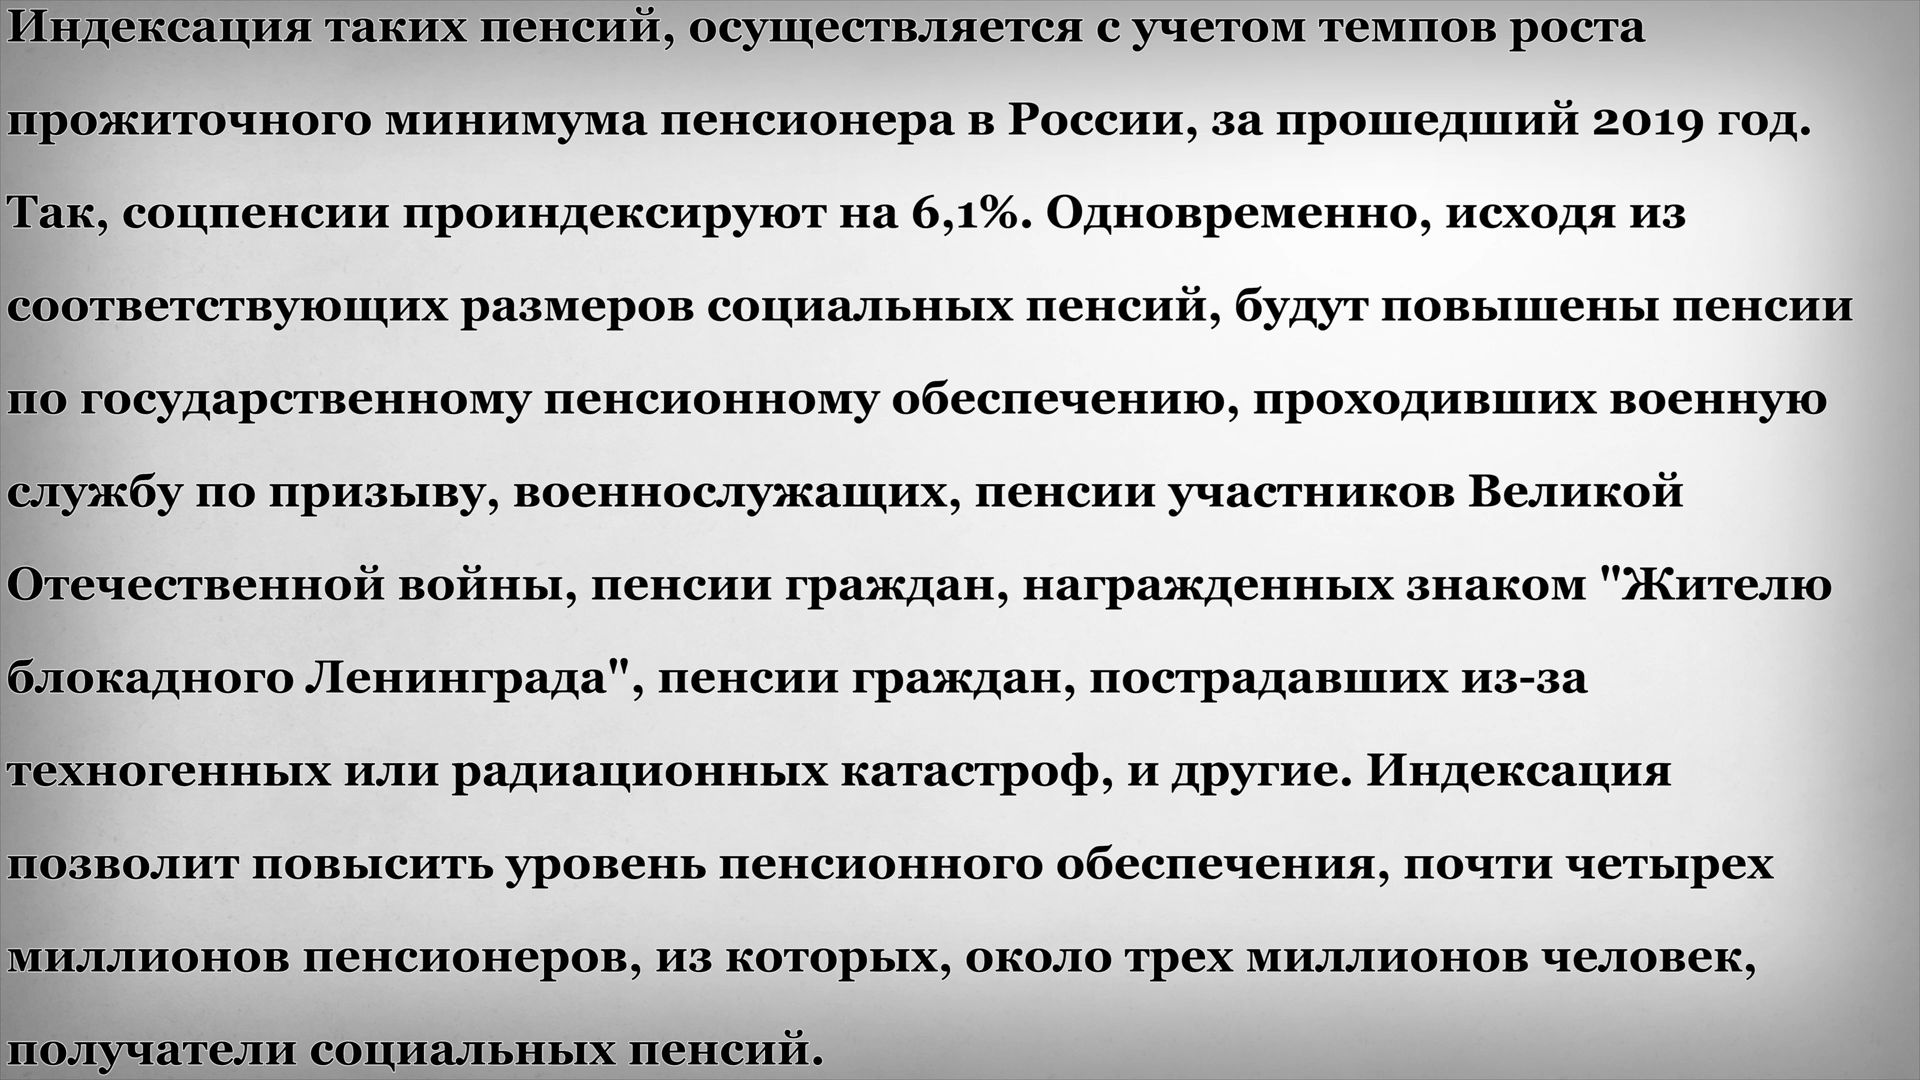 Индексация таких пенсий, осуществляется с учетом темпов роста
прожиточного минимума пенсионера в России, за прошедший 2019 год.
Так, соцпенсии проиндексируют на 6,1%. Одновременно, исходя из
соответствующих размеров социальных пенсий, будут повышены пенсии
по государственному пенсионному обеспечению, проходивших военную
службу по призыву, военнослужащих, пенсии участников Великой
Отечественной войны, пенсии граждан, награжденных знаком "Жителю
блокадного Ленинграда", пенсии граждан, пострадавших из-за
техногенных или радиационных катастроф, и другие. Индексация
позволит повысить уровень пенсионного обеспечения, почти четырех
миллионов пенсионеров, из которых, около трех миллионов человек,
получатели социальных пенсий.